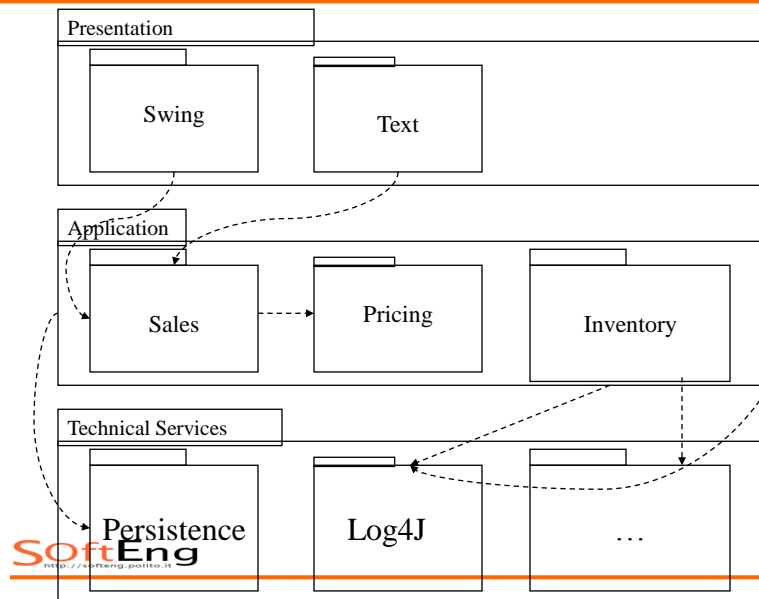 Presentation
Swing
Text
Application
Sales
Pricing
Inventory
Technical Services
Persistence
Log4J
…
SoftEng
http://softeng.polito.it